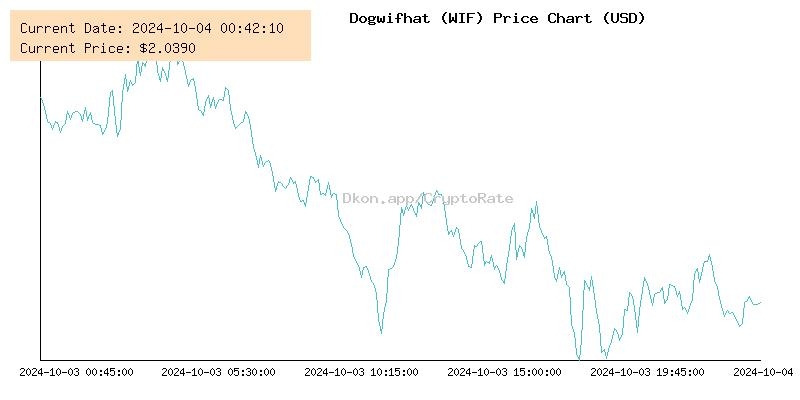 Dogwifhat (WIF) Price Chart (USD)
Current Date: 2024-10-04 00:42:10
Current Price: $2.0390
Dkon.app/CryptoRate
2024-10-03 00:45:00 2024-10-03 05:30:00 2024-10-03 10:15:00 2024-10-03 15:00:00 2024-10-03 19:45:00 2024-10-04